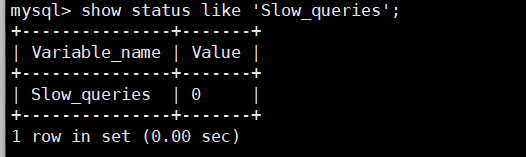 mysql> show status like 'Slow_queries';
+---------------+-------+
| Variable_name | Value |
+---------------+-------+
| Slow_queries  | 0     |
+---------------+-------+
1 row in set (0.00 sec)